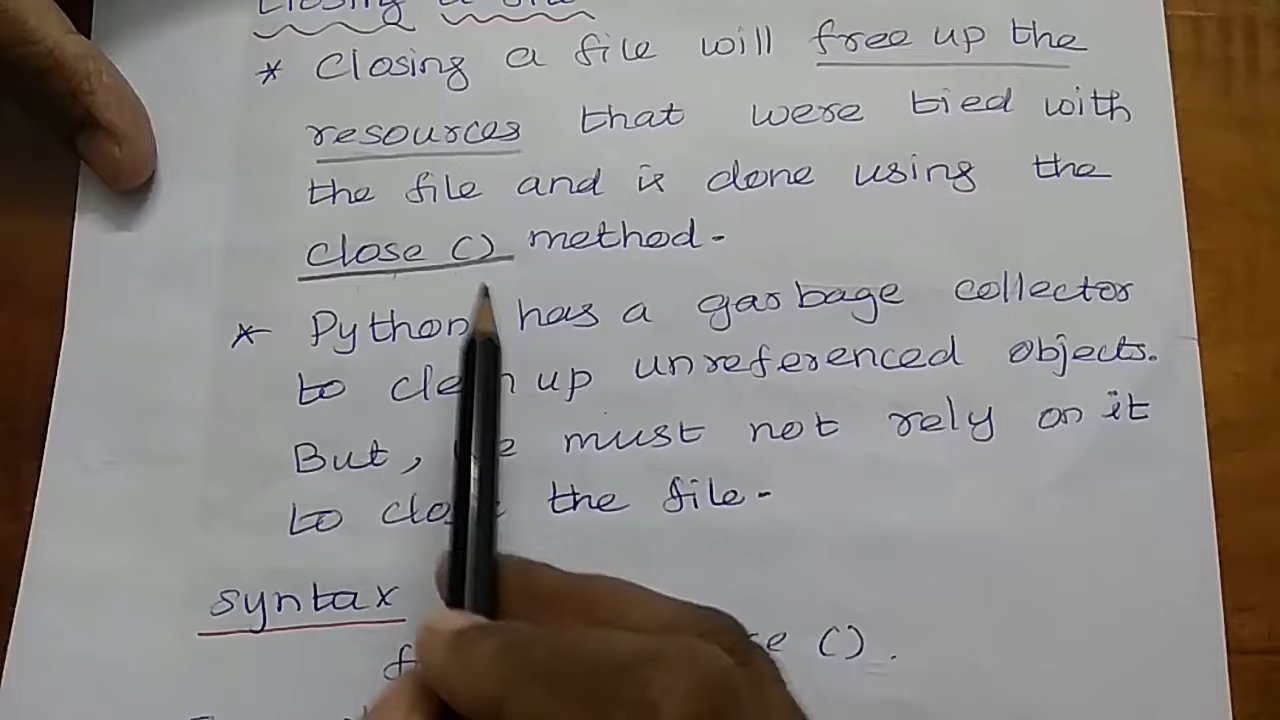 closing a file
* Closing a file will free up the
resources that were tied with
the file and is done using the
close () method.
* Python has a garbage collector
to clean up unreferenced objects.
But, we must not rely on it
to close the file.
syntax
().